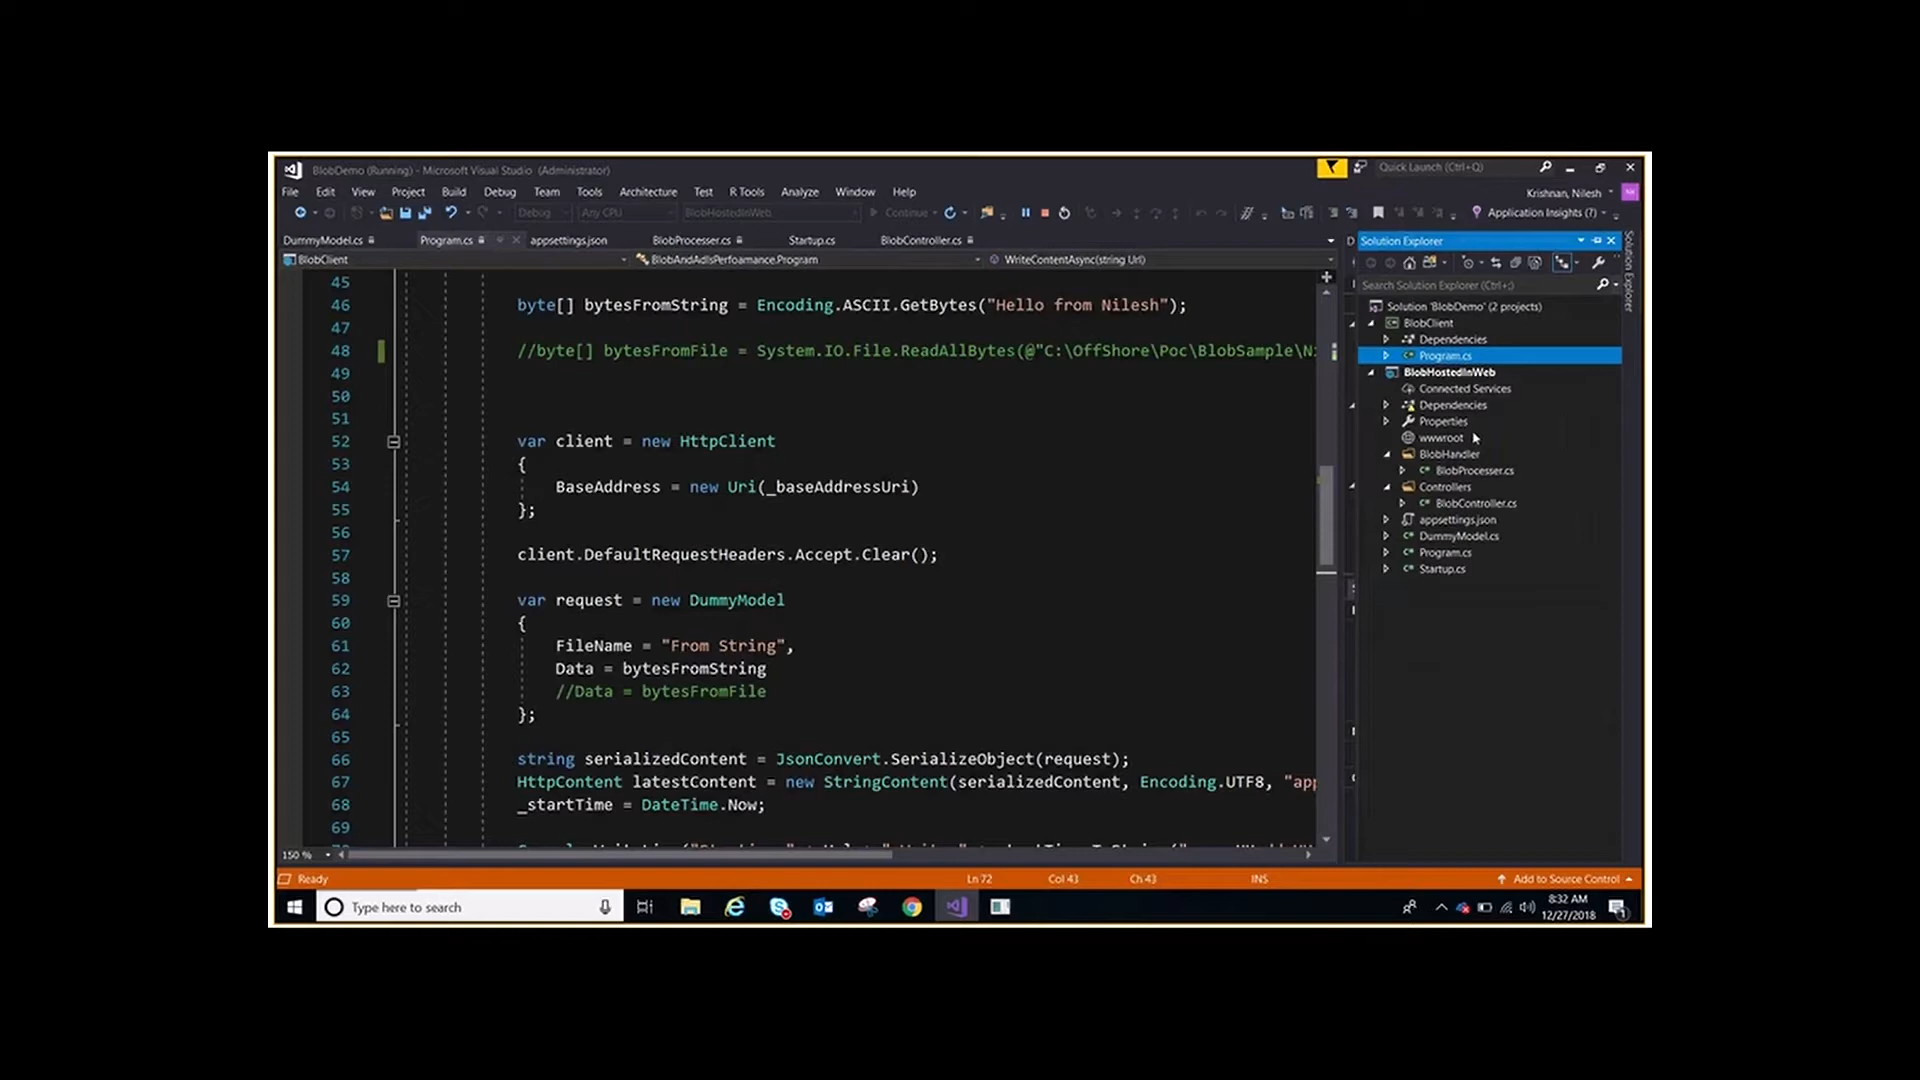 BlobDemo (Running) - Microsoft Visual Studio (Administrator)
Quick Launch (Ctrl+Q)
File Edit View Project Build Debug Team Tools Architecture Test R Tools Analyze Window Help
Krishnan, Nilesh
Debug Any CPU BlobHostedInWeb Continue Application Insights (?)
DummyModel.cs Program.cs appsettings.json BlobProcesser.cs Startup.cs BlobController.cs
BlobClient BlobAndAdlsPerfoamance.Program WriteContentAsync(string Url)
45
46 byte[] bytesFromString = Encoding.ASCII.GetBytes("Hello from Nilesh");
47
48 //byte[] bytesFromFile = System.IO.File.ReadAllBytes(@"C:\OffShore\Poc\BlobSample\Ni
49
50
51
52 var client = new HttpClient
53 {
54 BaseAddress = new Uri(_baseAddressUri)
55 };
56
57 client.DefaultRequestHeaders.Accept.Clear();
58
59 var request = new DummyModel
60 {
61 FileName = "From String",
62 Data = bytesFromString
63 //Data = bytesFromFile
64 };
65
66 string serializedContent = JsonConvert.SerializeObject(request);
67 HttpContent latestContent = new StringContent(serializedContent, Encoding.UTF8, "app
68 _startTime = DateTime.Now;
69
150 %
Solution Explorer
Solution Explorer
Search Solution Explorer (Ctrl+;)
Solution 'BlobDemo' (2 projects)
BlobClient
Dependencies
Program.cs
BlobHostedInWeb
Connected Services
Dependencies
Properties
wwwroot
BlobHandler
BlobProcesser.cs
Controllers
BlobController.cs
appsettings.json
DummyModel.cs
Program.cs
Startup.cs
Ready Ln 72 Col 43 Ch 43 INS Add to Source Control
Type here to search
8:32 AM
12/27/2018